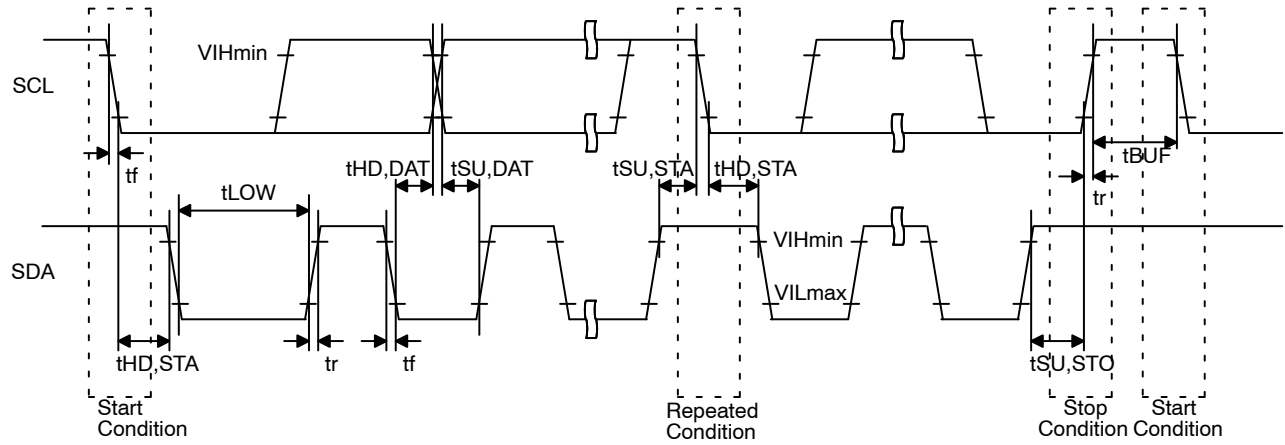 SCL
VIHmin
tf
tHD,DAT
tSU,DAT
tSU,STA
tHD,STA
tBUF
tr
tLOW
SDA
VIHmin
VILmax
tHD,STA
tr
tf
tSU,STO
Start
Condition
Repeated
Condition
Stop
Condition
Start
Condition